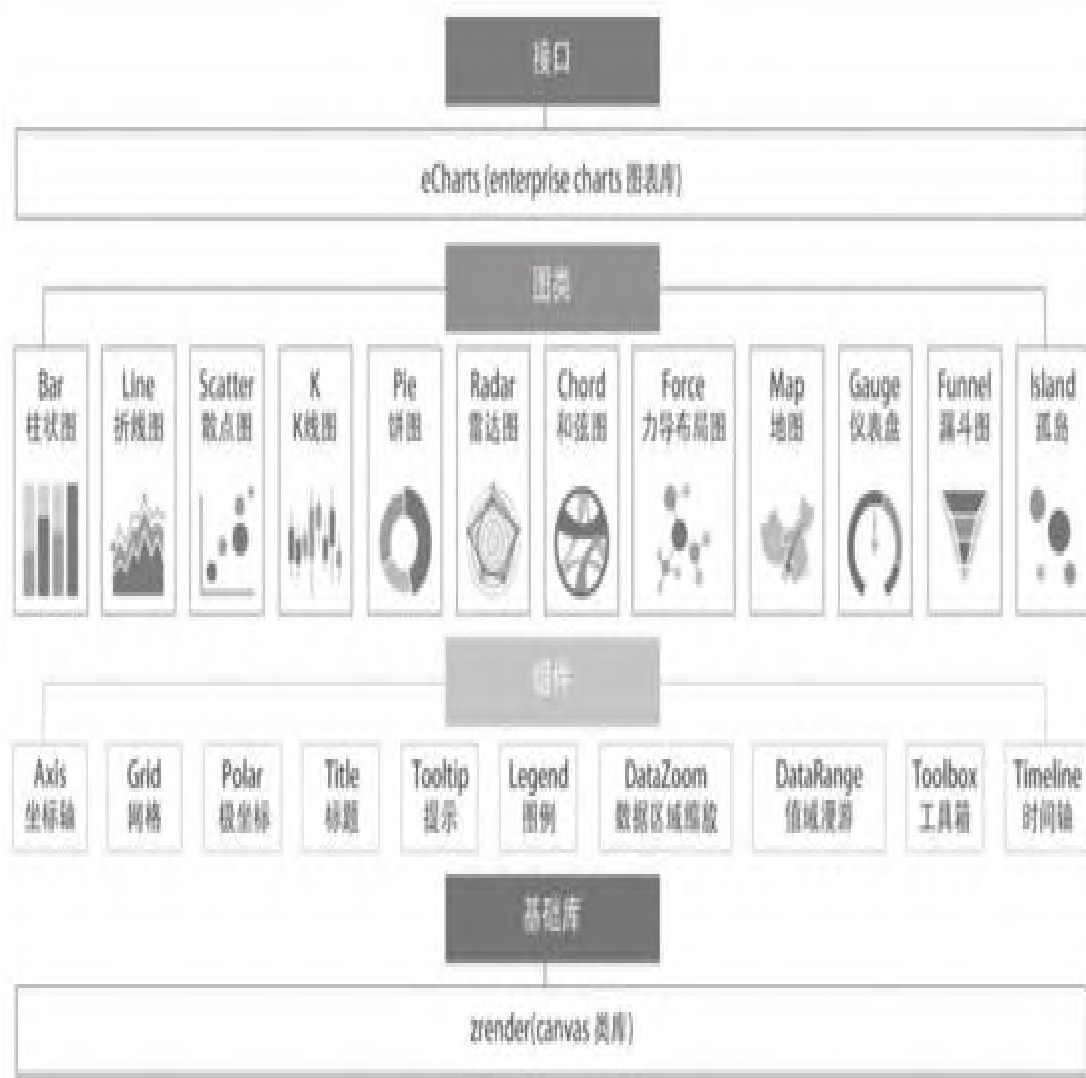 接口
eCharts (enterprise charts 图表库)
图类
Bar
柱状图
Line
折线图
Scatter
散点图
K
K线图
Pie
饼图
Radar
雷达图
Chord
和弦图
Force
力导布局图
Map
地图
Gauge
仪表盘
Funnel
漏斗图
Island
孤岛
组件
Axis
坐标轴
Grid
网格
Polar
极坐标
Title
标题
Tooltip
提示
Legend
图例
DataZoom
数据区域缩放
DataRange
值域漫游
Toolbox
工具箱
Timeline
时间轴
基础库
zrender(canvas 类库)